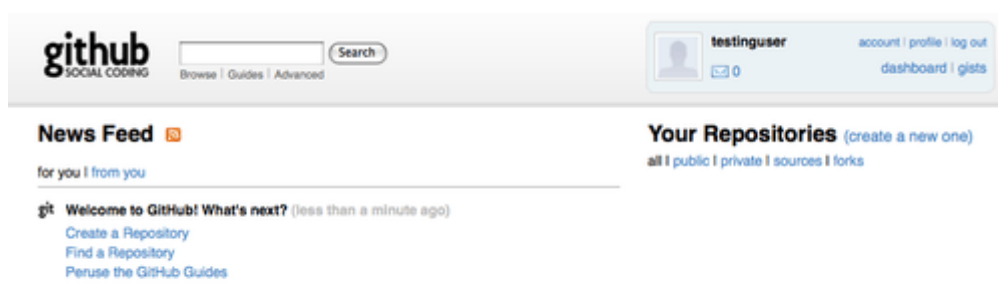 github
SOCIAL CODING
Search
Browse | Guides | Advanced
testinguser
account | profile | log out
0
dashboard | gists
News Feed
for you | from you
git Welcome to GitHub! What's next? (less than a minute ago)
Create a Repository
Find a Repository
Peruse the GitHub Guides
Your Repositories (create a new one)
all | public | private | sources | forks